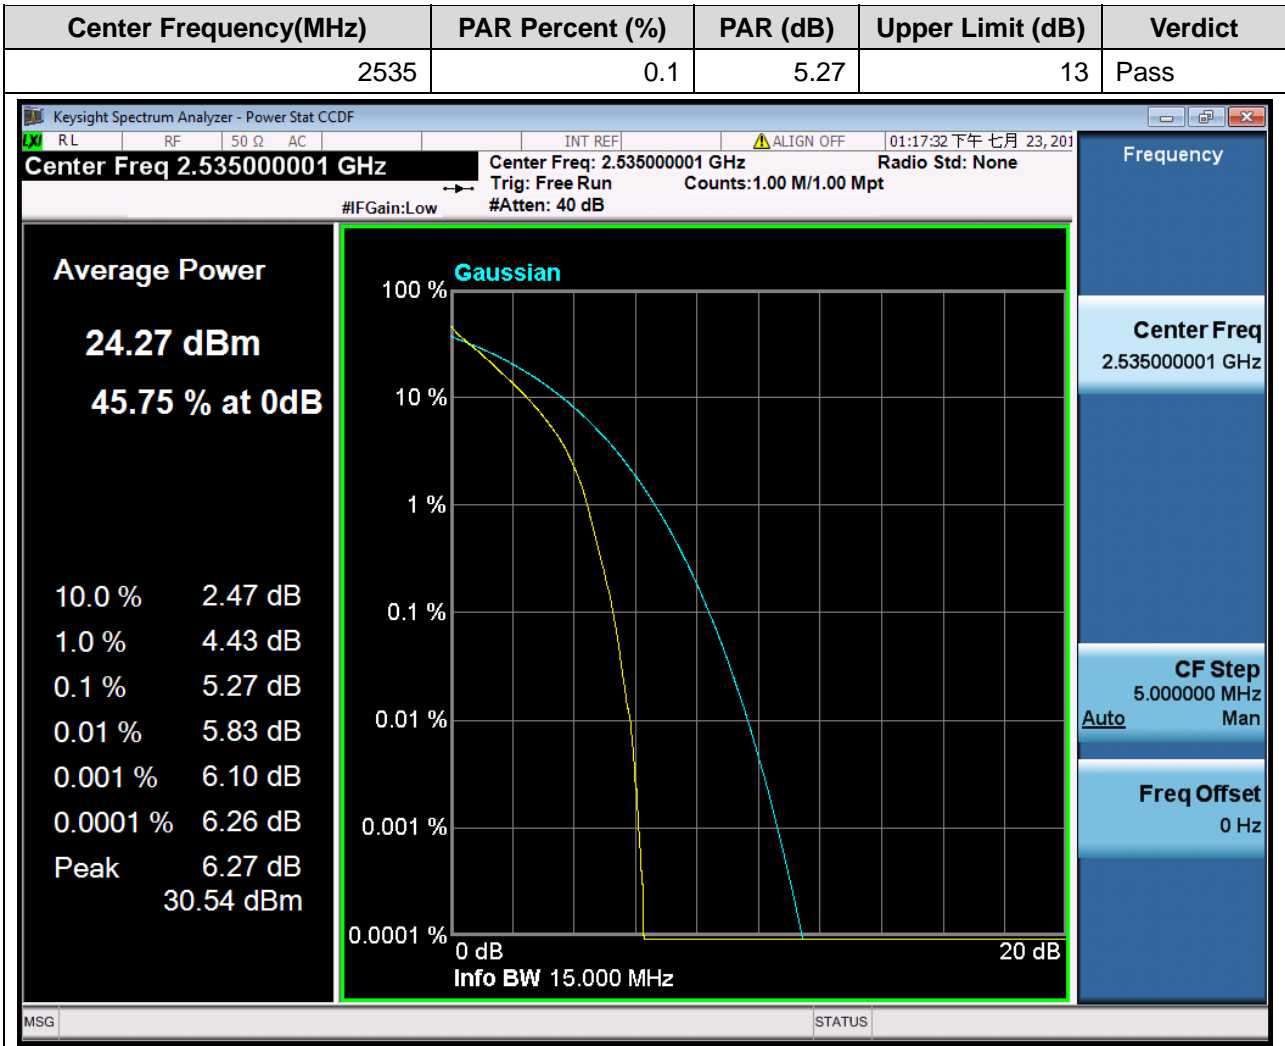 Center Frequency(MHz) PAR Percent (%) PAR (dB) Upper Limit (dB) Verdict
2535 0.1 5.27 13 Pass
Keysight Spectrum Analyzer - Power Stat CCDF
LXI RL RF 50 Ω AC INT REF ALIGN OFF 01:17:32 下午 七月 23, 201
Center Freq 2.535000001 GHz
Center Freq: 2.535000001 GHz Radio Std: None
Trig: Free Run Counts:1.00 M/1.00 Mpt
#IFGain:Low #Atten: 40 dB
Average Power
24.27 dBm
45.75 % at 0dB
10.0 % 2.47 dB
1.0 % 4.43 dB
0.1 % 5.27 dB
0.01 % 5.83 dB
0.001 % 6.10 dB
0.0001 % 6.26 dB
Peak 6.27 dB
30.54 dBm
Gaussian
100 %
10 %
1 %
0.1 %
0.01 %
0.001 %
0.0001 %
0 dB 20 dB
Info BW 15.000 MHz
Frequency
Center Freq
2.535000001 GHz
CF Step
5.000000 MHz
Auto Man
Freq Offset
0 Hz
MSG STATUS